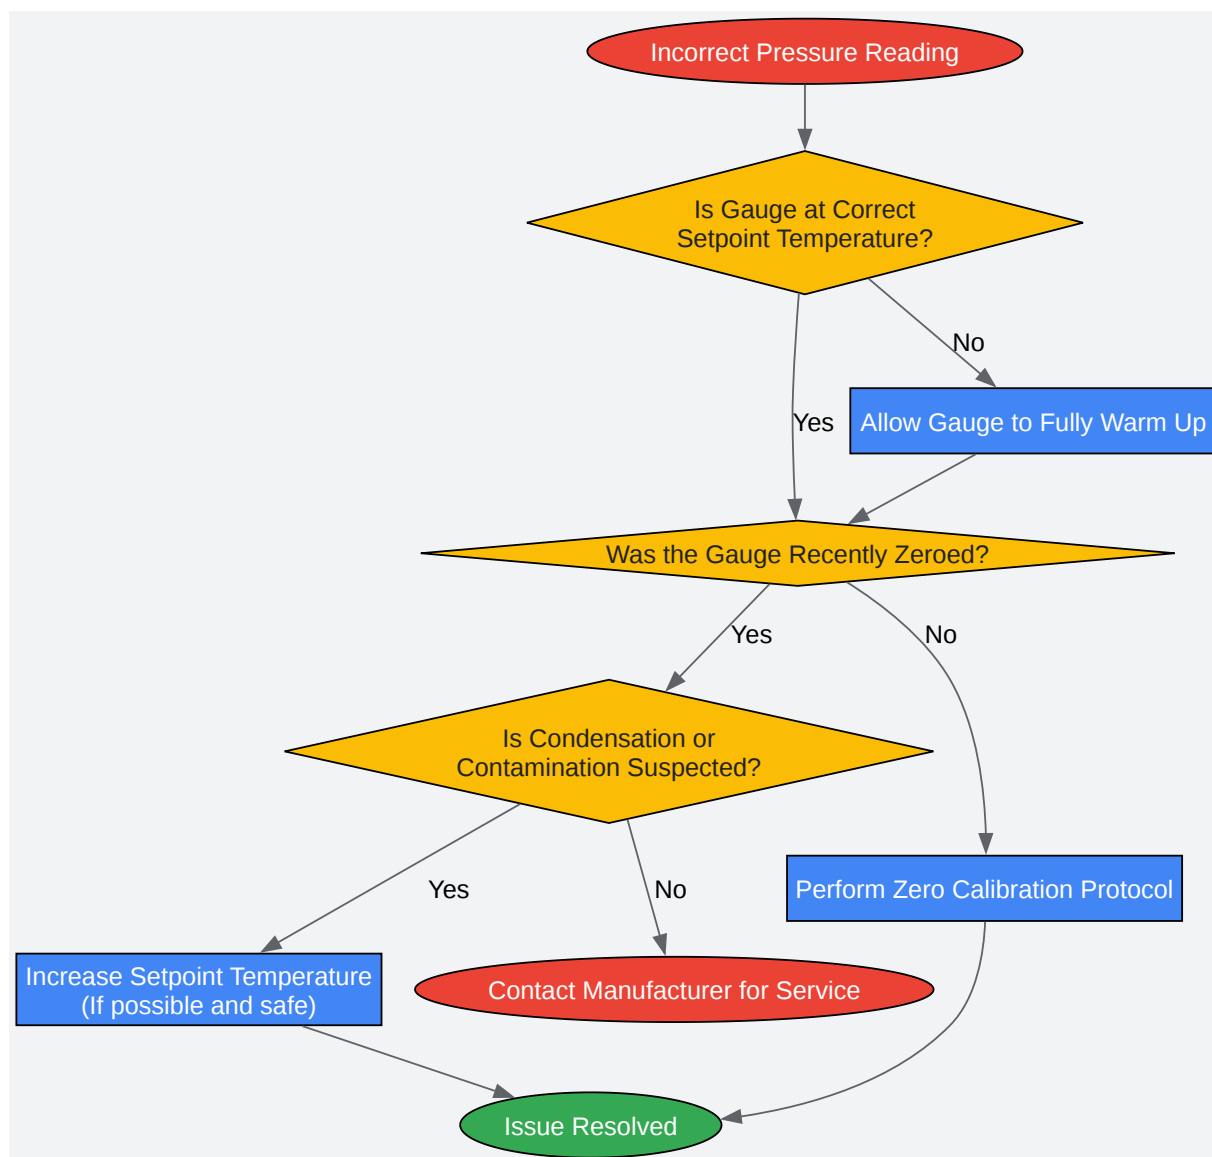 Incorrect Pressure Reading
Is Gauge at Correct
Setpoint Temperature?
No
Allow Gauge to Fully Warm Up
Yes
Was the Gauge Recently Zeroed?
Yes
No
Is Condensation or
Contamination Suspected?
Yes
No
Perform Zero Calibration Protocol
Increase Setpoint Temperature
(If possible and safe)
Contact Manufacturer for Service
Issue Resolved